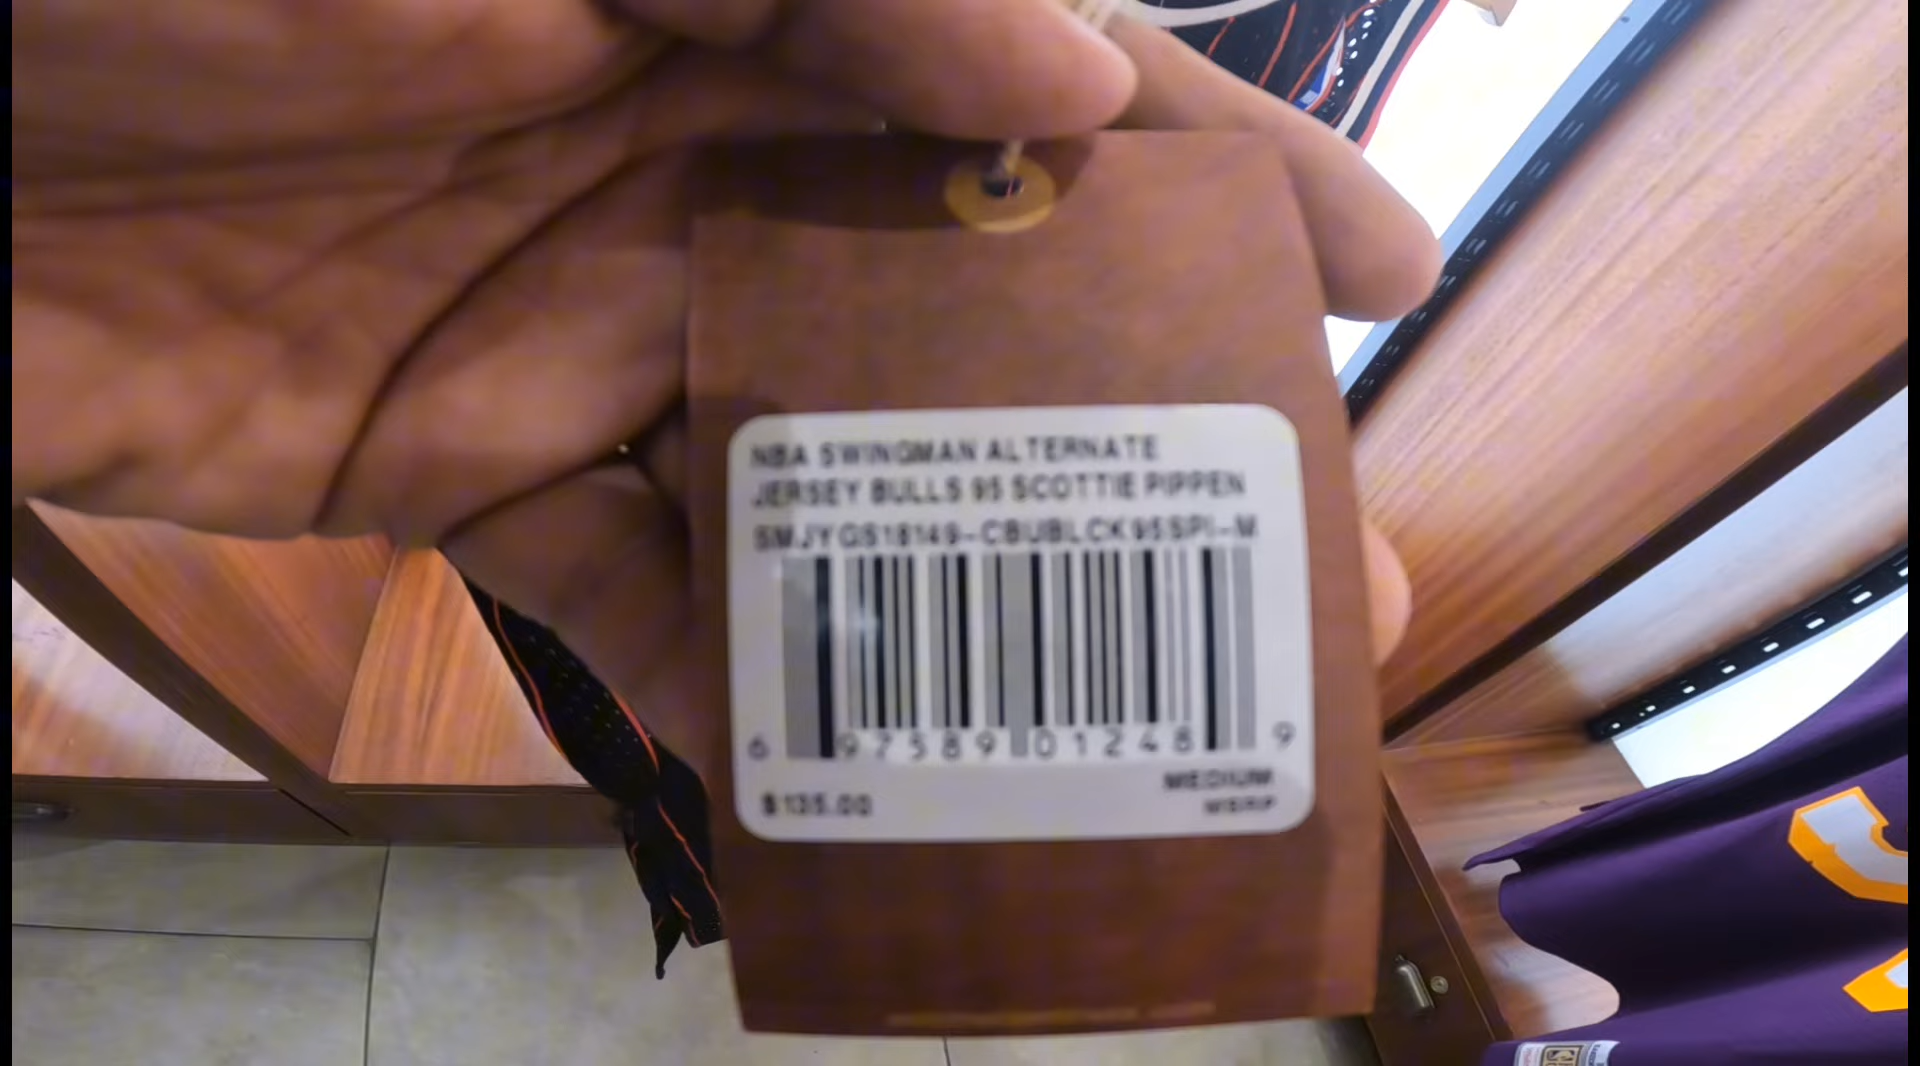 NBA SWINGMAN ALTERNATE
JERSEY BULLS 95 SCOTTIE PIPPEN
SMJYGS18149-CBUBLCK95SPI-M
6 97589 01248 9
$135.00
MEDIUM
MSRP